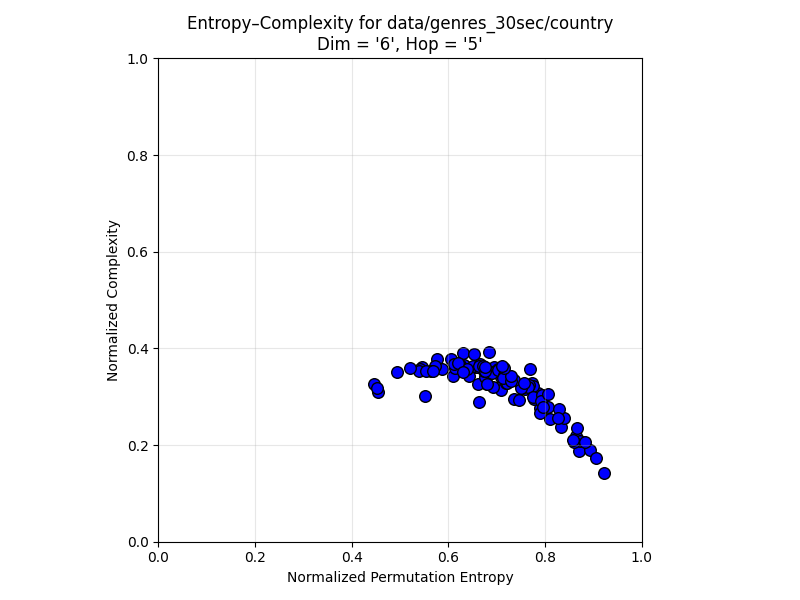 Entropy–Complexity for data/genres_30sec/country
Dim = '6', Hop = '5'
1.0
0.8
0.6
0.4
0.2
0.0
Normalized Complexity
0.0 0.2 0.4 0.6 0.8 1.0
Normalized Permutation Entropy